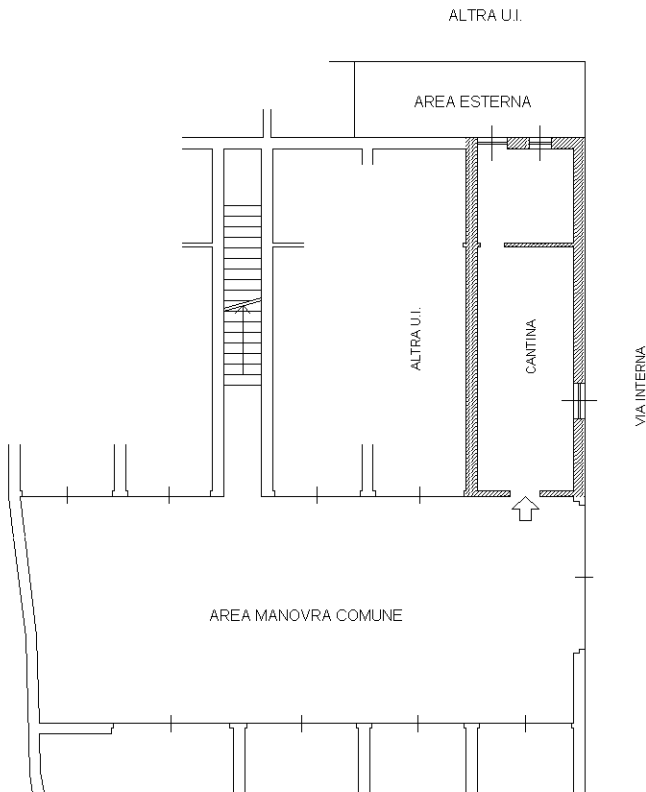 ALTRA U.I.
AREA ESTERNA
ALTRA U.I.
CANTINA
VIA INTERNA
AREA MANOVRA COMUNE